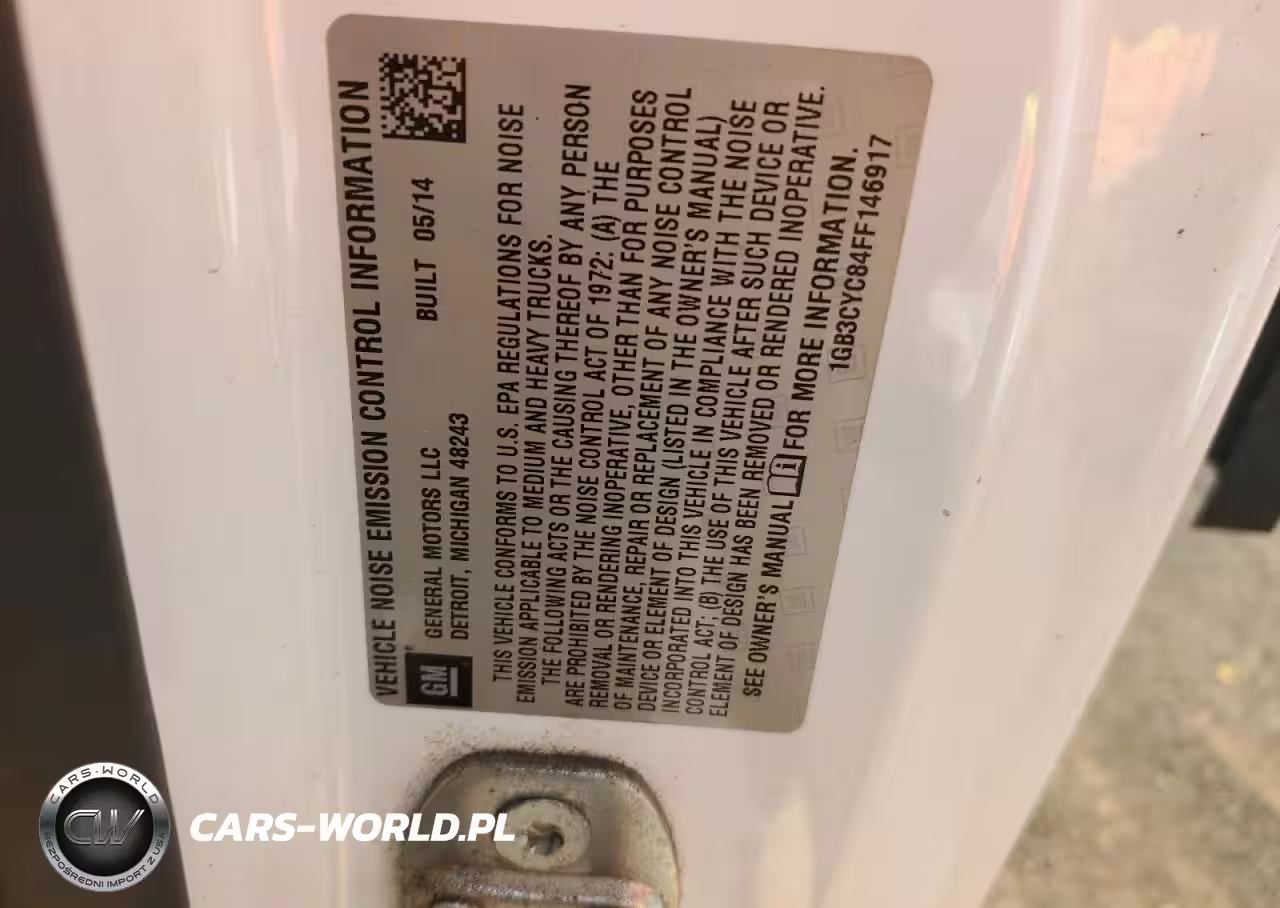 VEHICLE NOISE EMISSION CONTROL INFORMATION
GM
GENERAL MOTORS LLC
DETROIT, MICHIGAN 48243
BUILT 05/14
THIS VEHICLE CONFORMS TO U.S. EPA REGULATIONS FOR NOISE
EMISSION APPLICABLE TO MEDIUM AND HEAVY TRUCKS.
THE FOLLOWING ACTS OR THE CAUSING THEREOF BY ANY PERSON
ARE PROHIBITED BY THE NOISE CONTROL ACT OF 1972: (A) THE
REMOVAL OR RENDERING INOPERATIVE, OTHER THAN FOR PURPOSES
OF MAINTENANCE, REPAIR OR REPLACEMENT OF ANY NOISE CONTROL
DEVICE OR ELEMENT OF DESIGN (LISTED IN THE OWNER'S MANUAL)
INCORPORATED INTO THIS VEHICLE IN COMPLIANCE WITH THE NOISE
CONTROL ACT; (B) THE USE OF THIS VEHICLE AFTER SUCH DEVICE OR
ELEMENT OF DESIGN HAS BEEN REMOVED OR RENDERED INOPERATIVE.
SEE OWNER'S MANUAL FOR MORE INFORMATION.
1GB3CYC84FF146917
CARS-WORLD
CW
BEZPOŚREDNI IMPORT Z USA
CARS-WORLD.PL